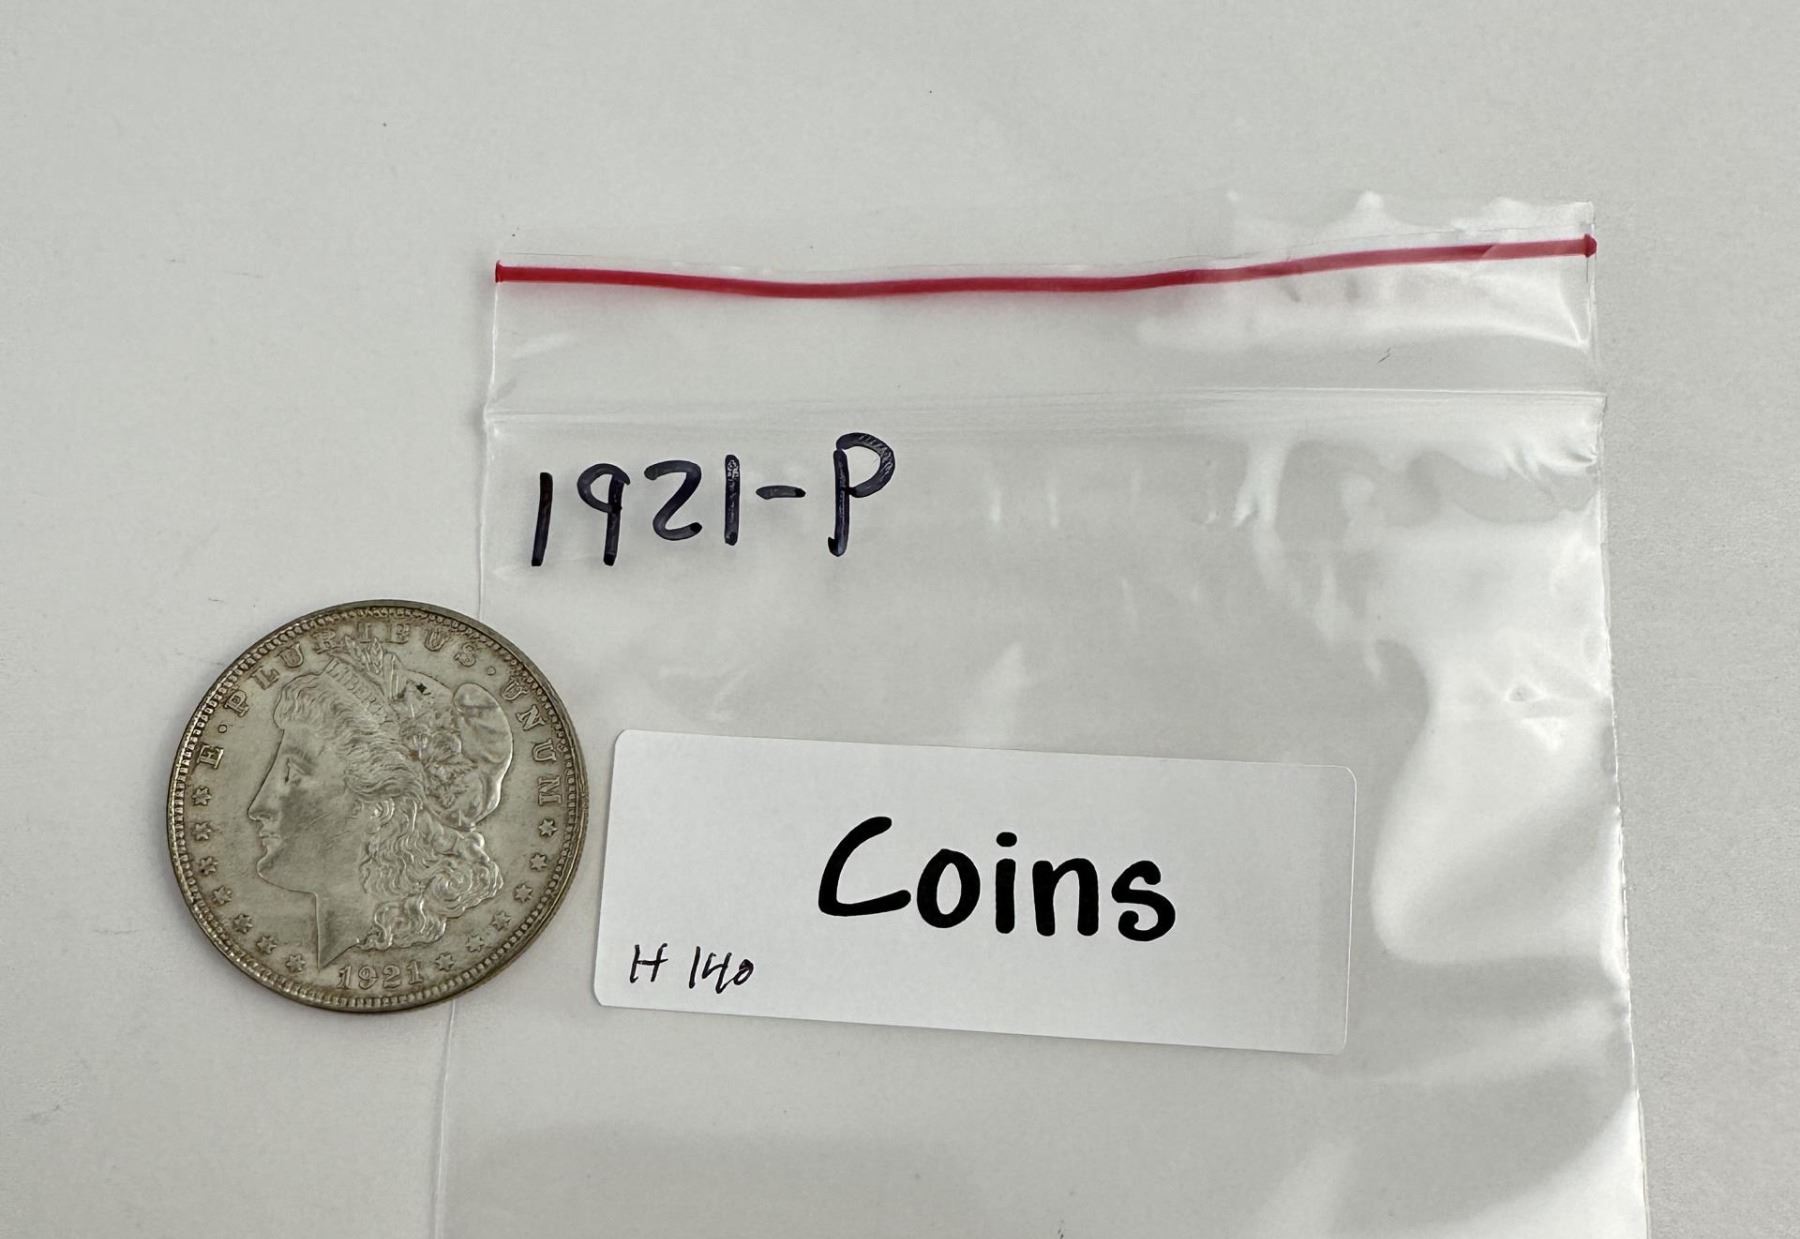 1921-P
E·PLURIBUS·UNUM
LIBERTY
1921
Coins
H 140